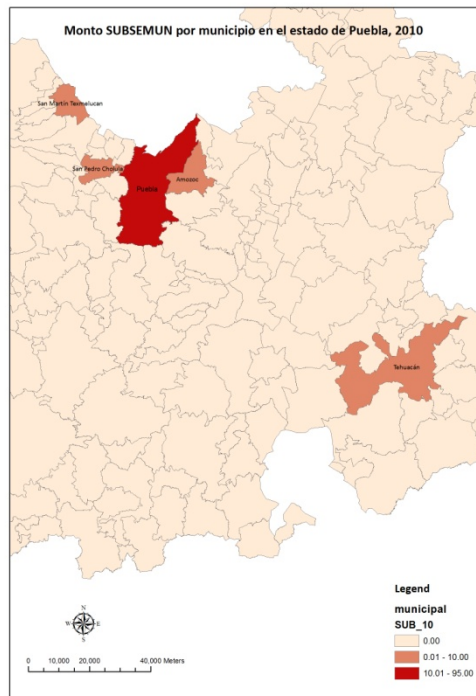 Monto SUBSEMUN por municipio en el estado de Puebla, 2010
San Martín Texmelucan
San Pedro Cholula
Puebla
Amozoc
Tehuacán
Legend
municipal
SUB_10
0.00
0.01 - 10.00
10.01 - 95.00
N
W
E
S
0 10,000 20,000 40,000 Meters